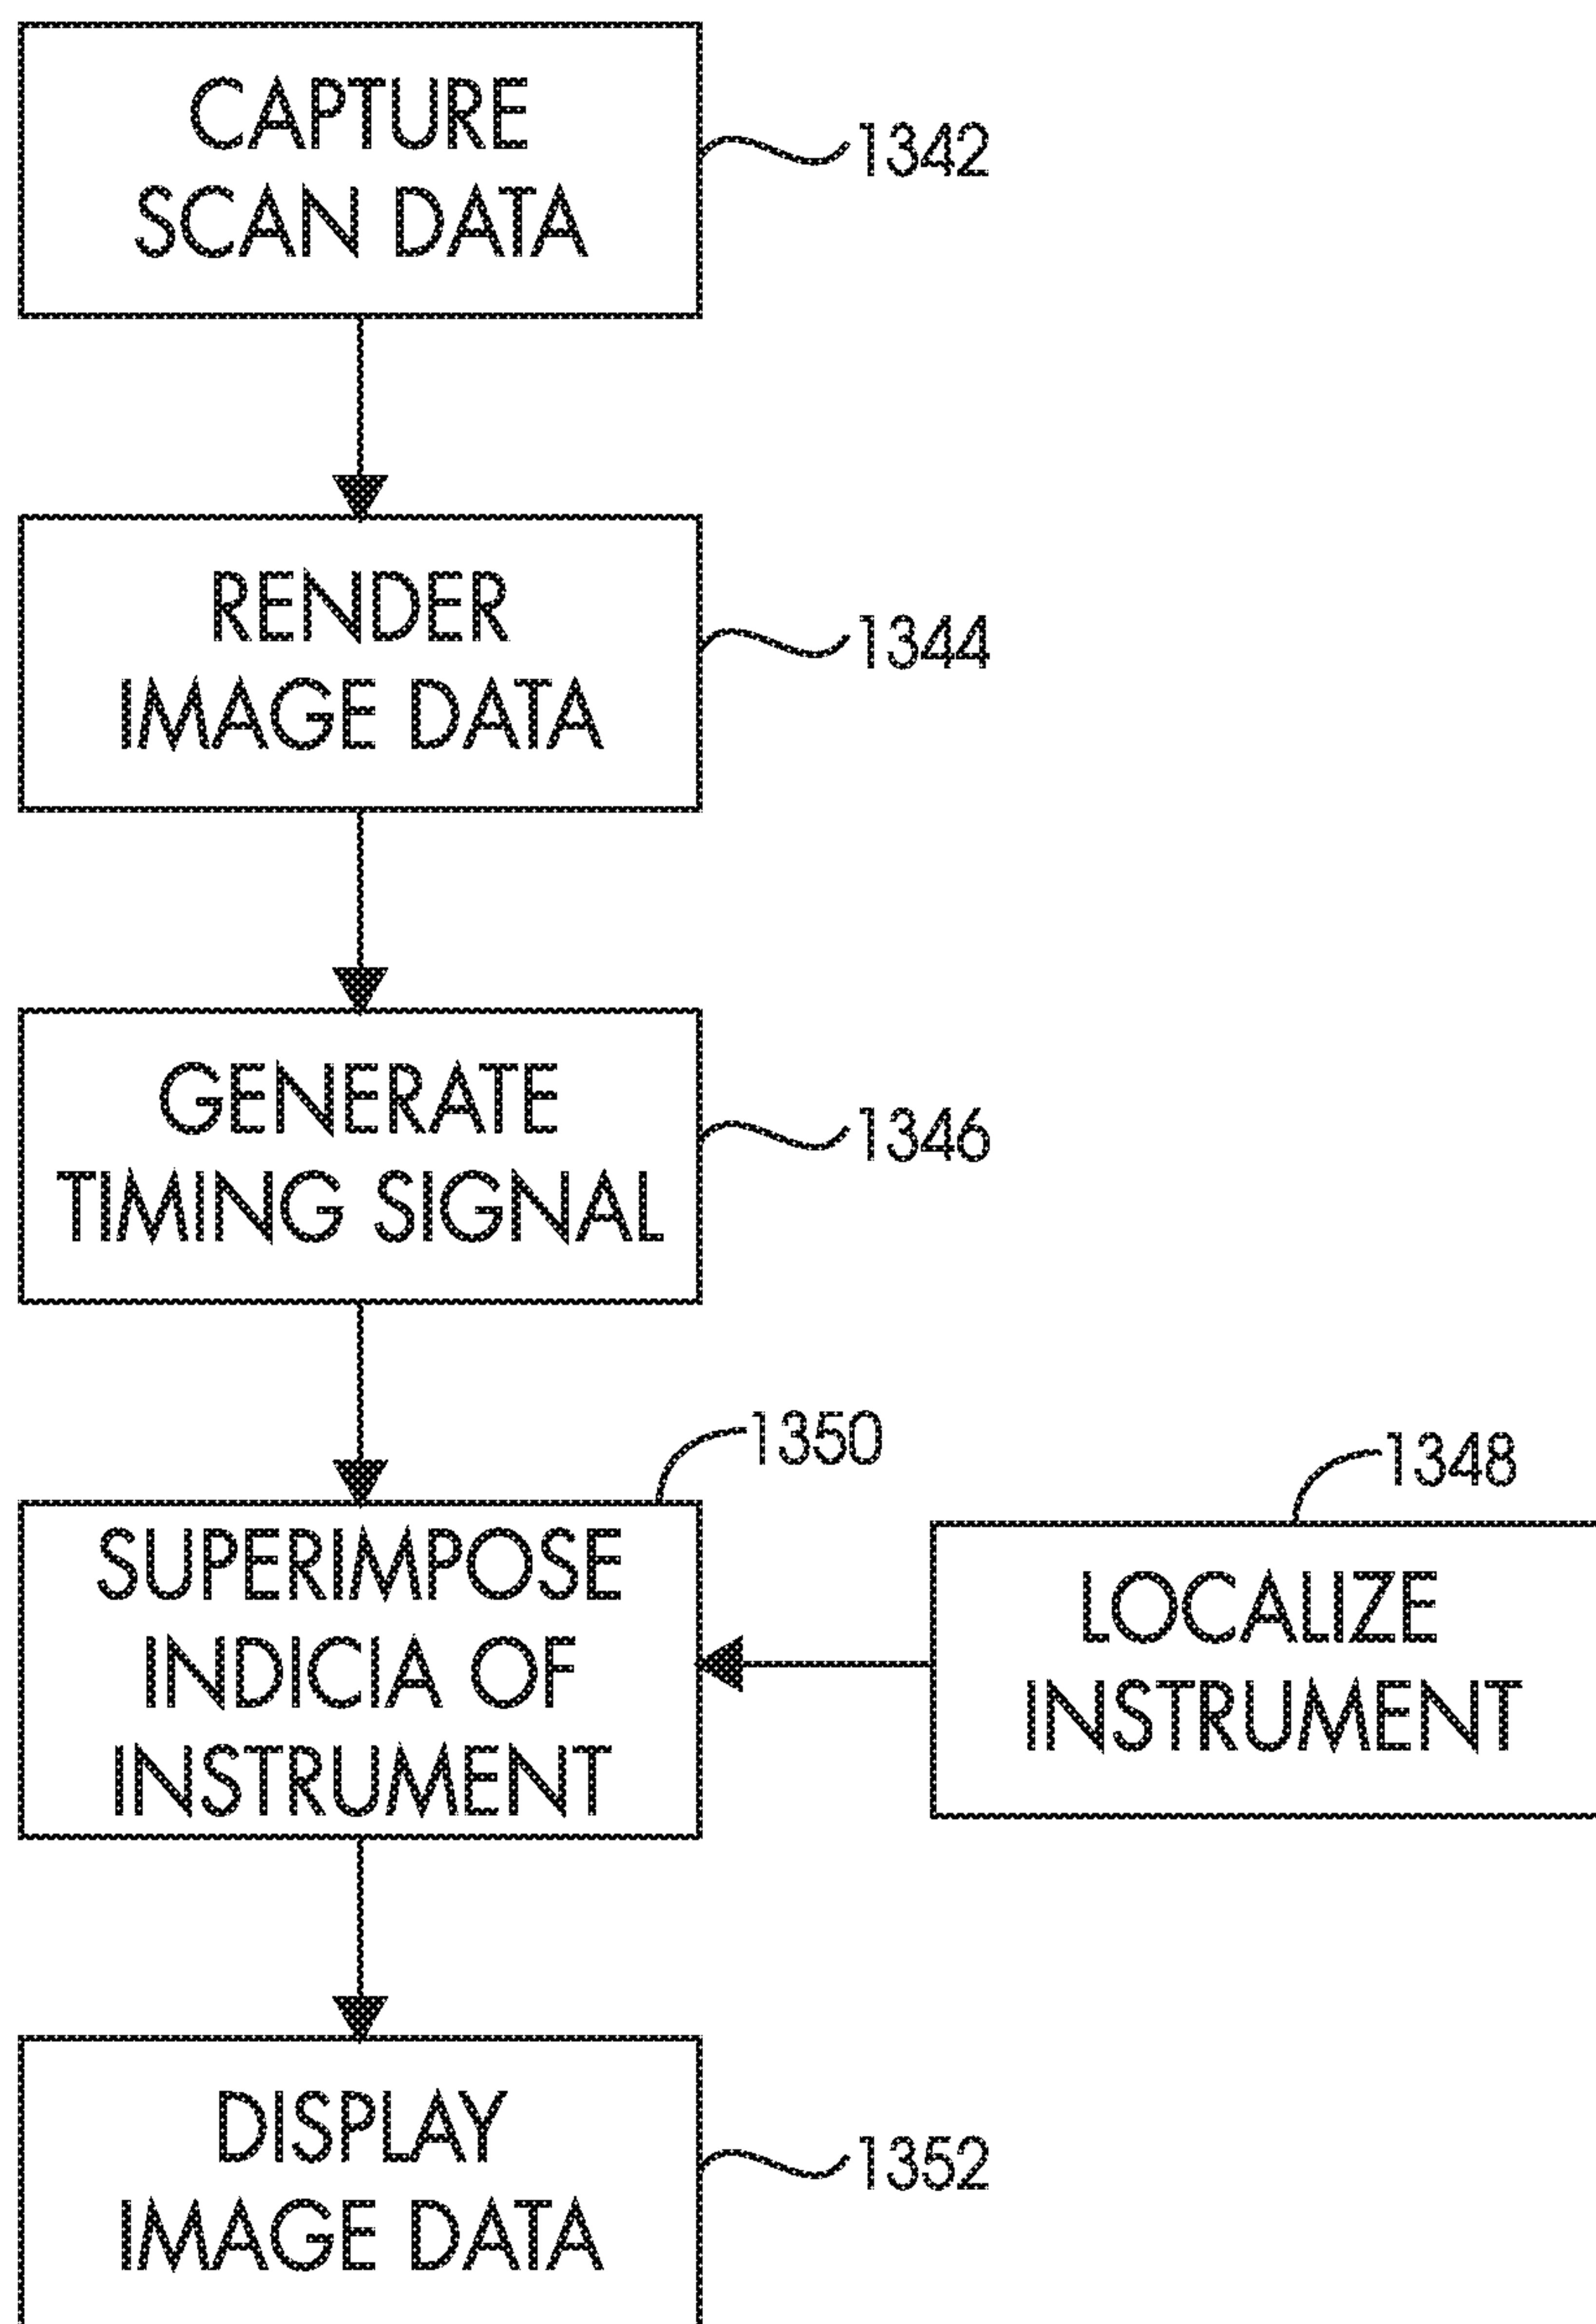 CAPTURE
SCAN DATA
1342
RENDER
IMAGE DATA
1344
GENERATE
TIMING SIGNAL
1346
1350
SUPERIMPOSE
INDICIA OF
INSTRUMENT
1348
LOCALIZE
INSTRUMENT
DISPLAY
IMAGE DATA
1352